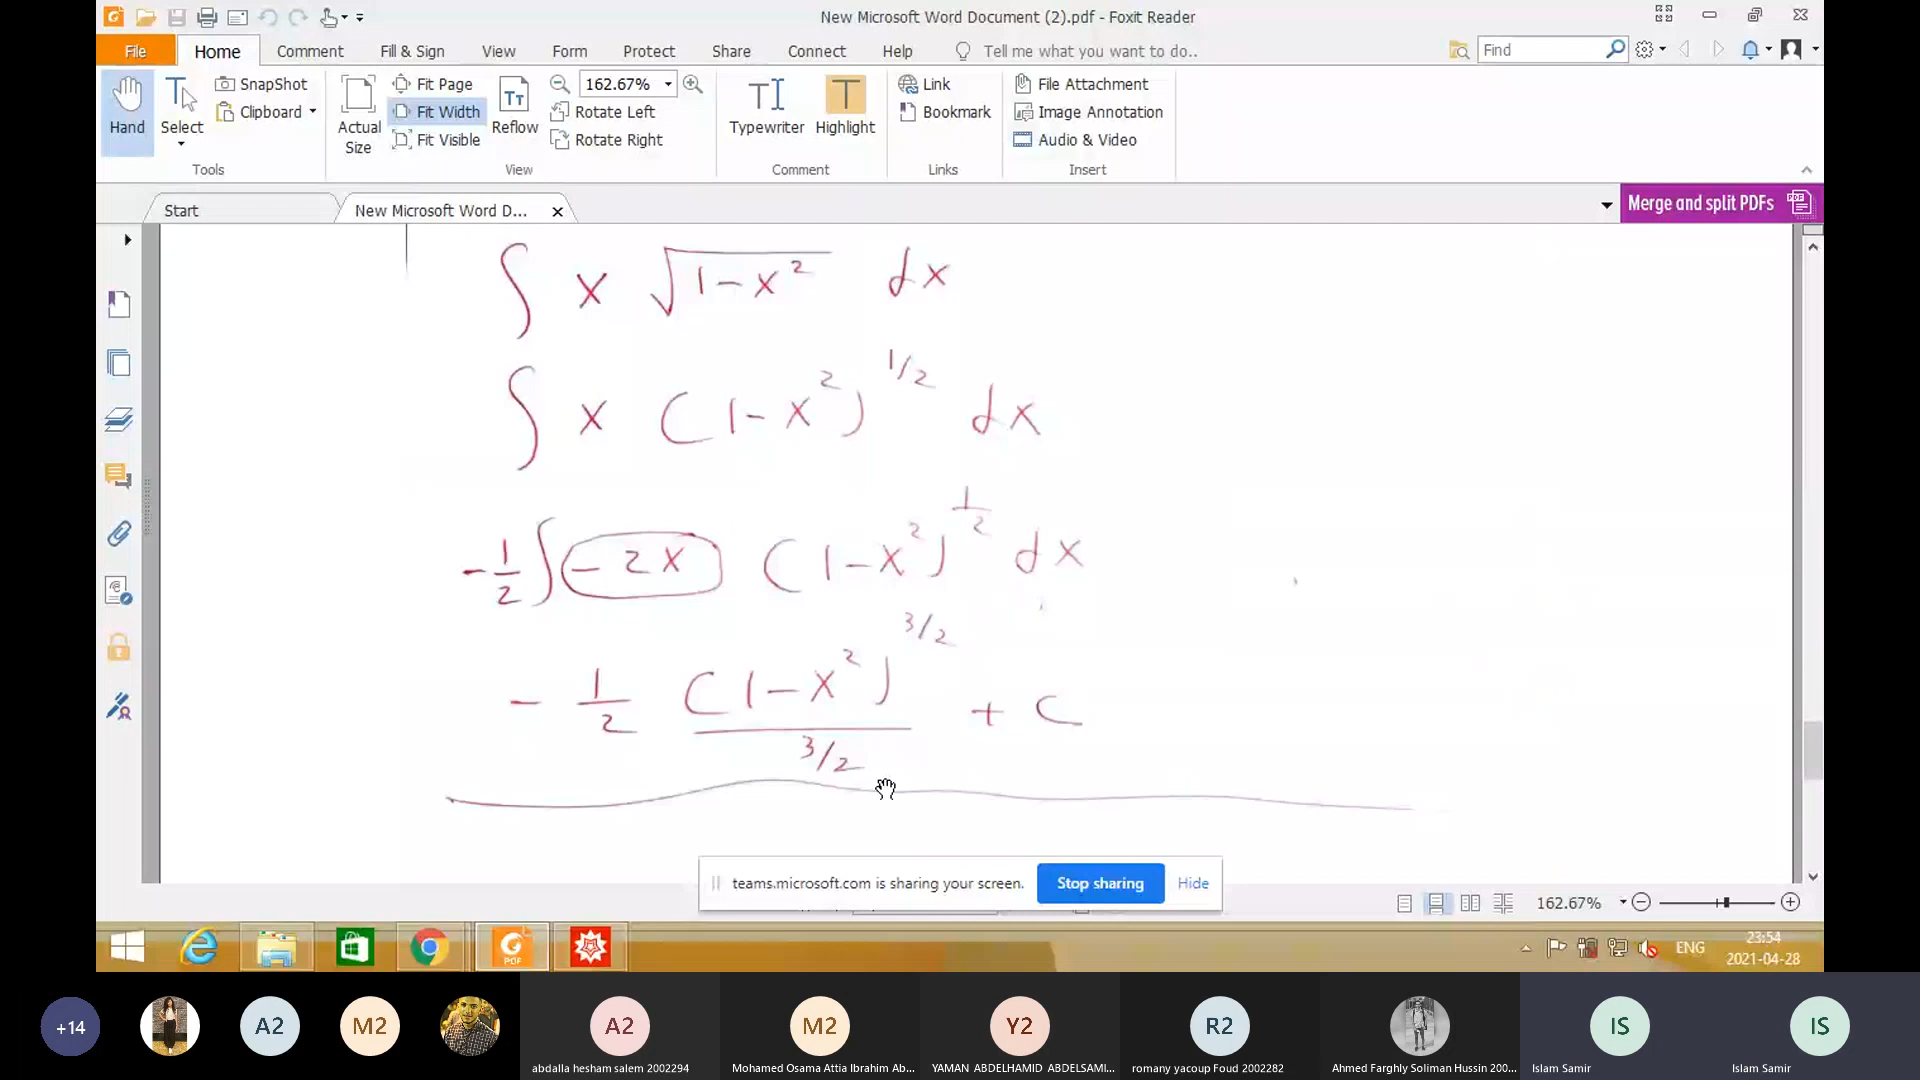 New Microsoft Word Document (2).pdf - Foxit Reader
File Home Comment Fill & Sign View Form Protect Share Connect Help Tell me what you want to do.. Find
Hand
Select
SnapShot
Clipboard
Tools
Actual Size
Fit Page
Fit Width
Fit Visible
Reflow
162.67%
Rotate Left
Rotate Right
View
Typewriter
Highlight
Comment
Link
Bookmark
Links
File Attachment
Image Annotation
Audio & Video
Insert
Start
New Microsoft Word D...
Merge and split PDFs
∫ x √(1-x²) dx
∫ x (1-x²)^1/2 dx
-1/2 ∫ -2x (1-x²)^1/2 dx
- 1/2 (1-x²)^3/2 / 3/2 + C
teams.microsoft.com is sharing your screen. Stop sharing Hide
162.67%
ENG
23:54
2021-04-28
+14 A2 M2 A2 M2 Y2 R2 IS IS
abdalla hesham salem 2002294 Mohamed Osama Attia Ibrahim Ab... YAMAN ABDELHAMID ABDELSAMI... romany yacoup Foud 2002282 Ahmed Farghly Soliman Hussin 200... Islam Samir Islam Samir